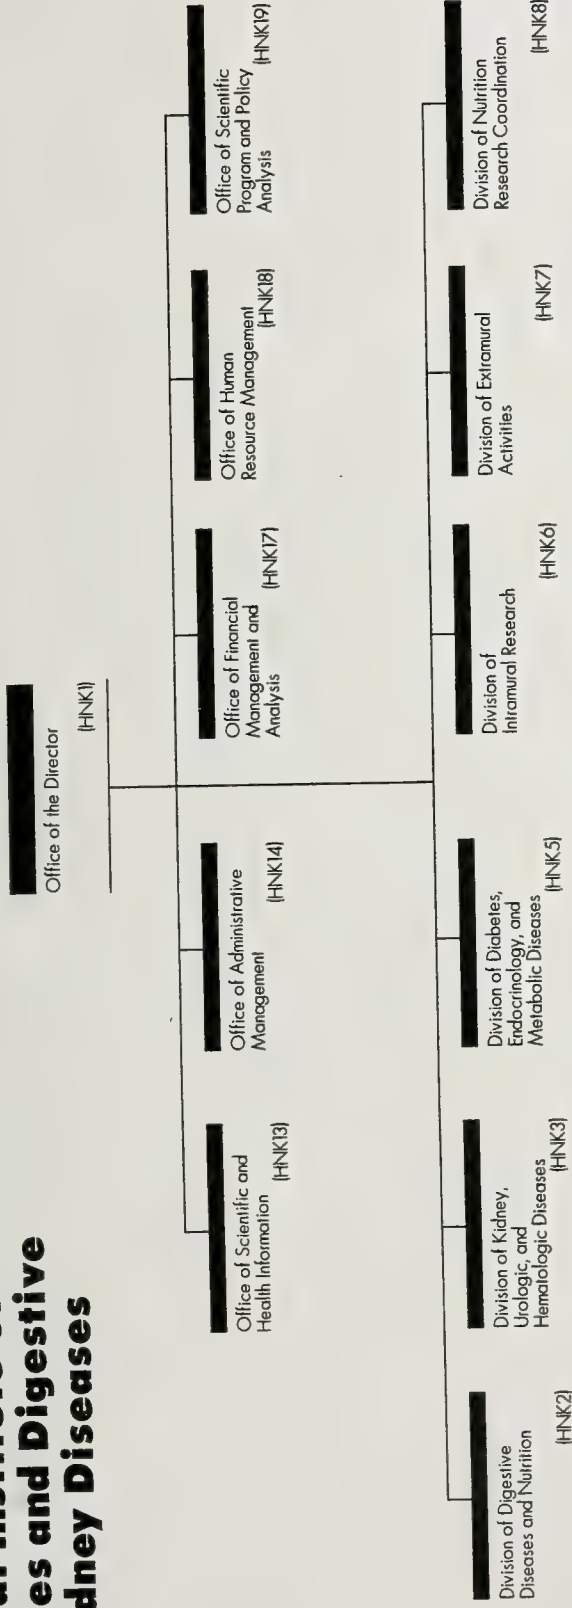 es and Digestive
dney Diseases
Office of the Director
(HNK1)
Office of Scientific and
Health Information
(HNK13)
Office of Administrative
Management
(HNK14)
Office of Financial
Management and
Analysis
(HNK17)
Office of Human
Resource Management
(HNK18)
Office of Scientific
Program and Policy
Analysis
(HNK19)
Division of Digestive
Diseases and Nutrition
(HNK2)
Division of Kidney,
Urologic, and
Hematologic Diseases
(HNK3)
Division of Diabetes,
Endocrinology, and
Metabolic Diseases
(HNK5)
Division of
Intramural Research
(HNK6)
Division of Extramural
Activities
(HNK7)
Division of Nutrition
Research Coordination
(HNK8)